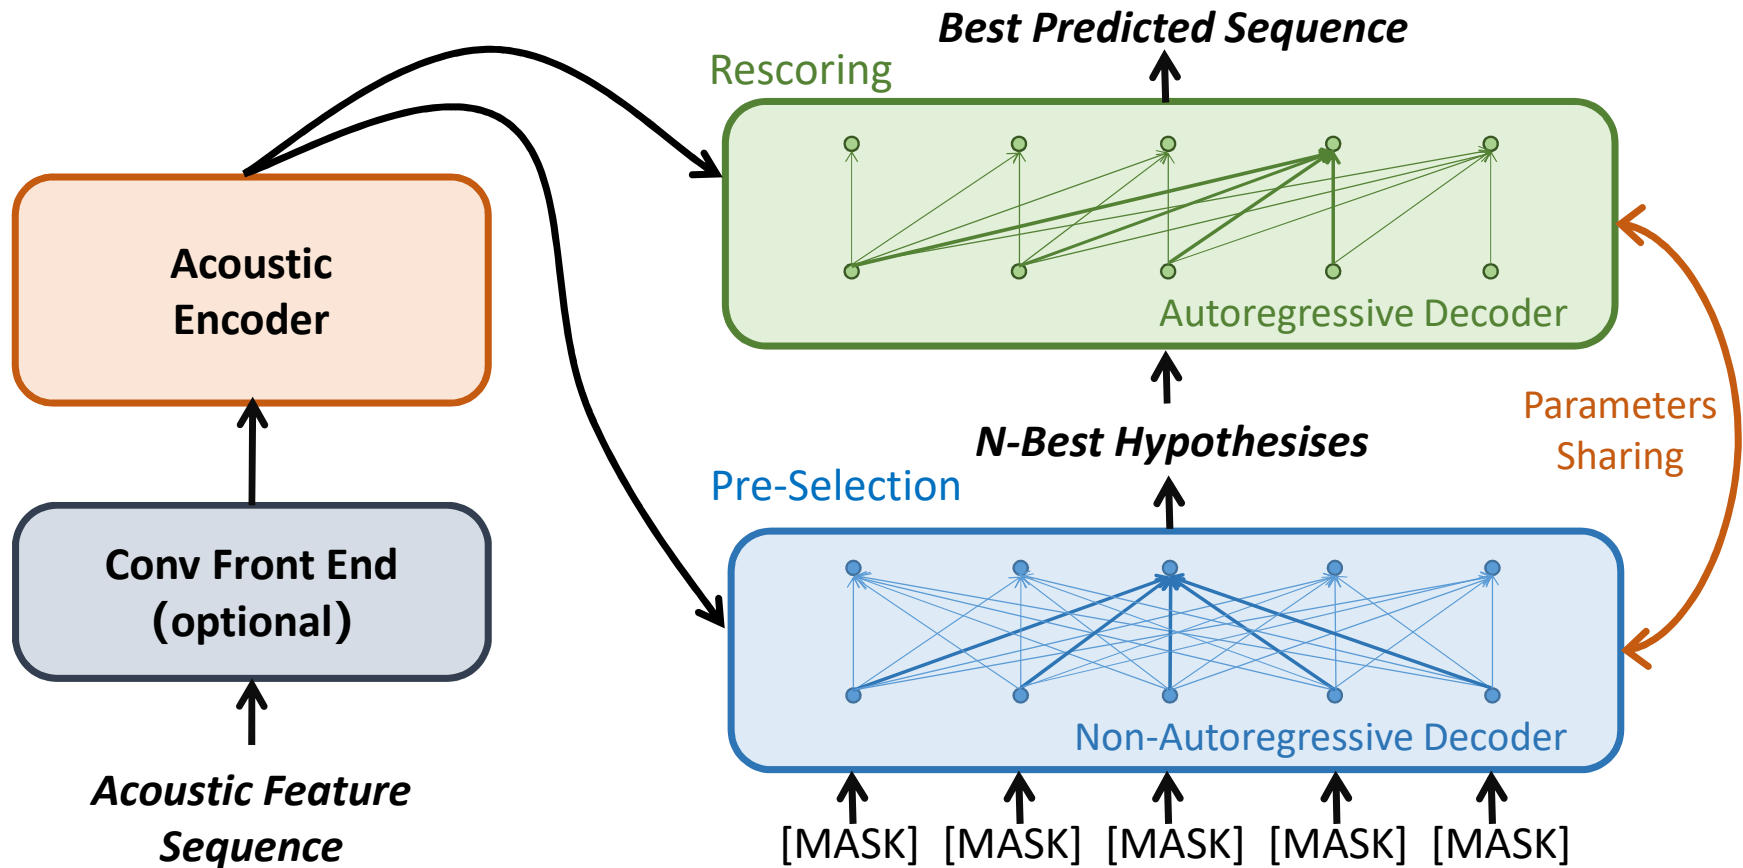 Best Predicted Sequence
Rescoring
Autoregressive Decoder
Acoustic
Encoder
Parameters
Sharing
N-Best Hypothesises
Pre-Selection
Conv Front End
(optional)
Non-Autoregressive Decoder
Acoustic Feature
Sequence
[MASK] [MASK] [MASK] [MASK] [MASK]